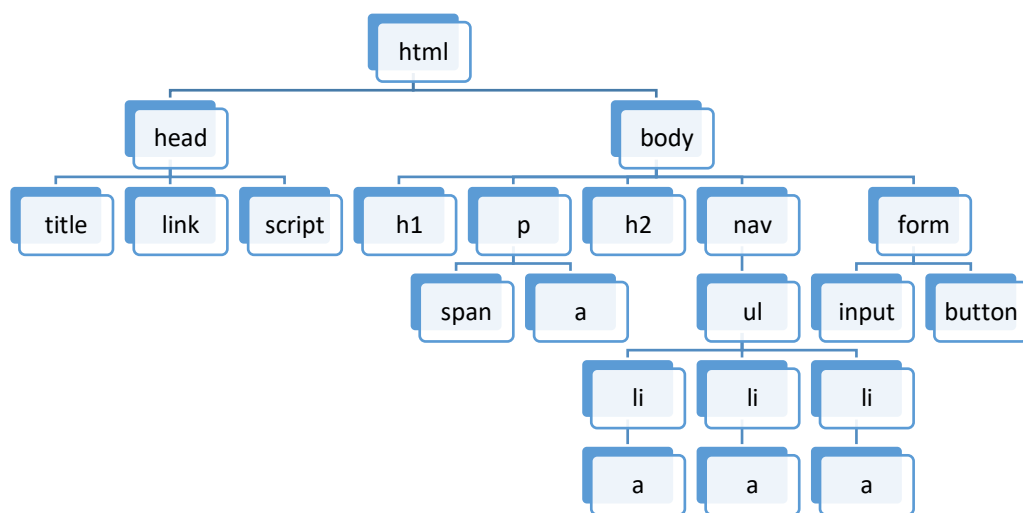 html
head
body
title
link
script
h1
p
h2
nav
form
span
a
ul
input
button
li
li
li
a
a
a